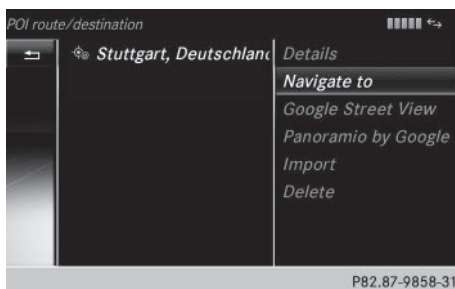 POI route/destination
Stuttgart, Deutschlan
Details
Navigate to
Google Street View
Panoramio by Google
Import
Delete
P82.87-9858-31